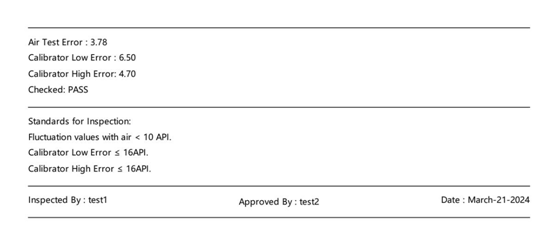 Air Test Error : 3.78
Calibrator Low Error : 6.50
Calibrator High Error: 4.70
Checked: PASS
Standards for Inspection:
Fluctuation values with air < 10 API.
Calibrator Low Error ≤ 16API.
Calibrator High Error ≤ 16API.
Inspected By : test1 Approved By : test2 Date : March-21-2024